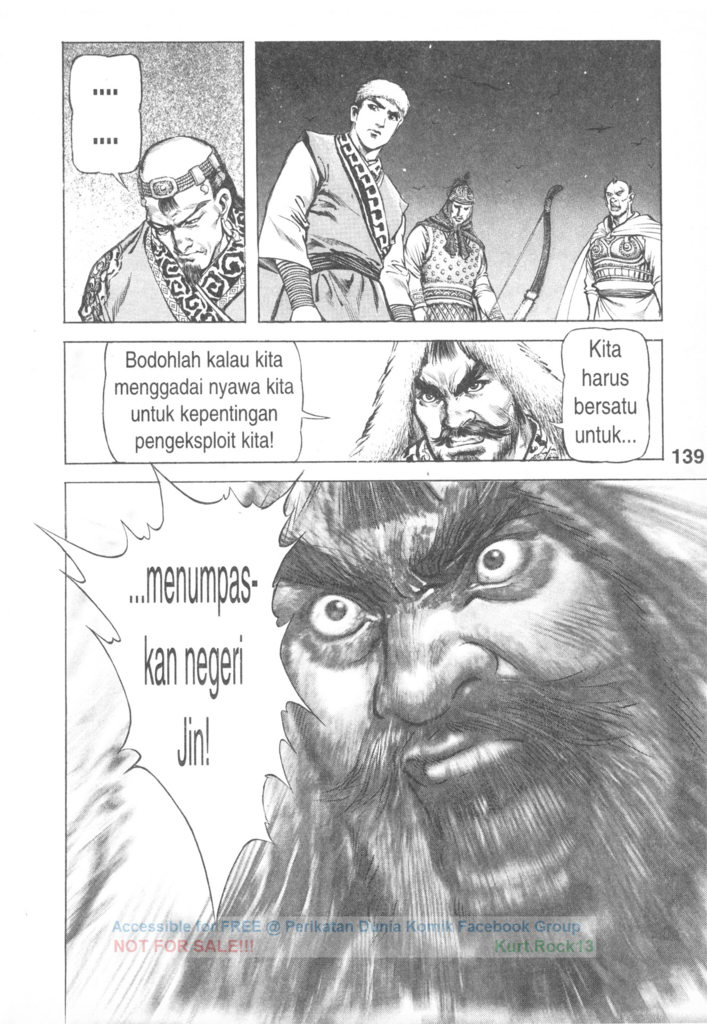 ....
....
Bodohlah kalau kita
menggadai nyawa kita
untuk kepentingan
pengeksploit kita!
Kita
harus
bersatu
untuk...
139
...menumpas-
kan negeri
Jin!
Accessible for FREE @ Perikatan Dunia Komik Facebook Group
NOT FOR SALE!!!
Kurt.Rock13